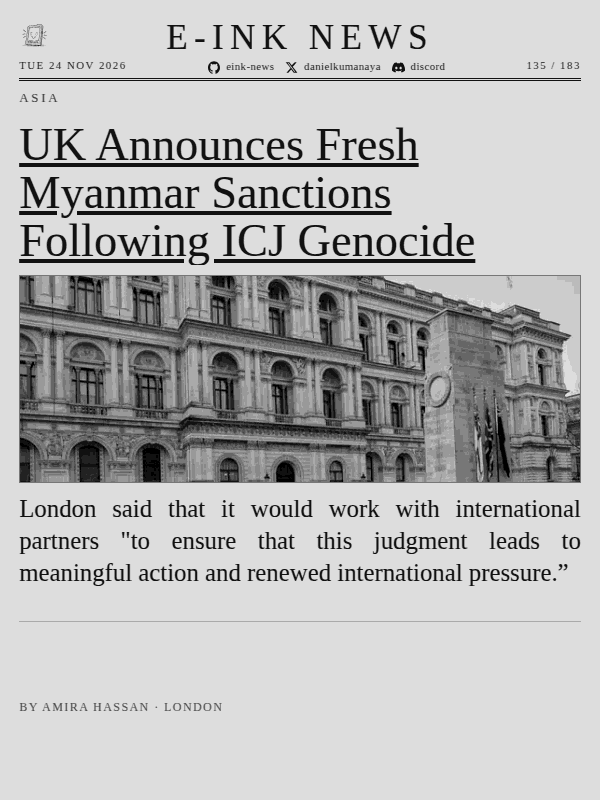 E-INK NEWS
TUE 24 NOV 2026
eink-news danielkumanaya discord
135 / 183
ASIA
UK Announces Fresh
Myanmar Sanctions
Following ICJ Genocide
London said that it would work with international
partners "to ensure that this judgment leads to
meaningful action and renewed international pressure.”
BY AMIRA HASSAN · LONDON